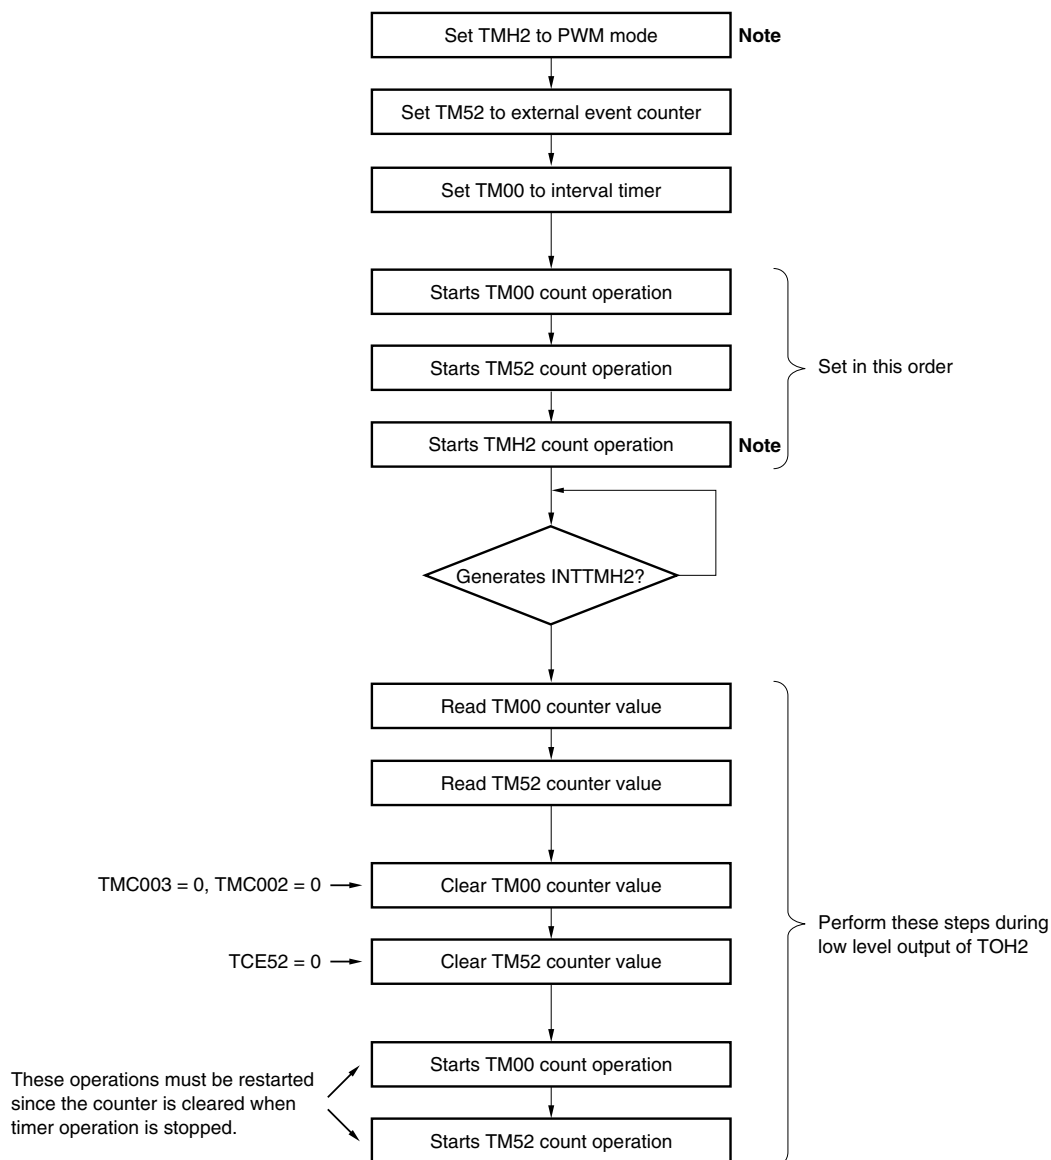 Set TMH2 to PWM mode
Note
Set TM52 to external event counter
Set TM00 to interval timer
Starts TM00 count operation
Starts TM52 count operation
Set in this order
Starts TMH2 count operation
Note
Generates INTTMH2?
Read TM00 counter value
Read TM52 counter value
TMC003 = 0, TMC002 = 0
Clear TM00 counter value
TCE52 = 0
Clear TM52 counter value
Perform these steps during
low level output of TOH2
Starts TM00 count operation
These operations must be restarted
since the counter is cleared when
timer operation is stopped.
Starts TM52 count operation